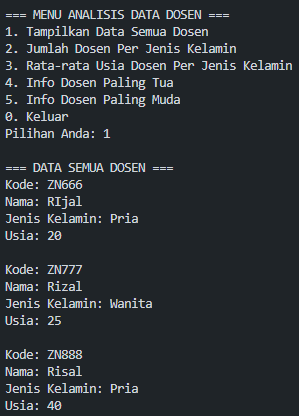 === MENU ANALISIS DATA DOSEN ===
1. Tampilkan Data Semua Dosen
2. Jumlah Dosen Per Jenis Kelamin
3. Rata-rata Usia Dosen Per Jenis Kelamin
4. Info Dosen Paling Tua
5. Info Dosen Paling Muda
0. Keluar
Pilihan Anda: 1

=== DATA SEMUA DOSEN ===
Kode: ZN666
Nama: RIjal
Jenis Kelamin: Pria
Usia: 20

Kode: ZN777
Nama: Rizal
Jenis Kelamin: Wanita
Usia: 25

Kode: ZN888
Nama: Risal
Jenis Kelamin: Pria
Usia: 40